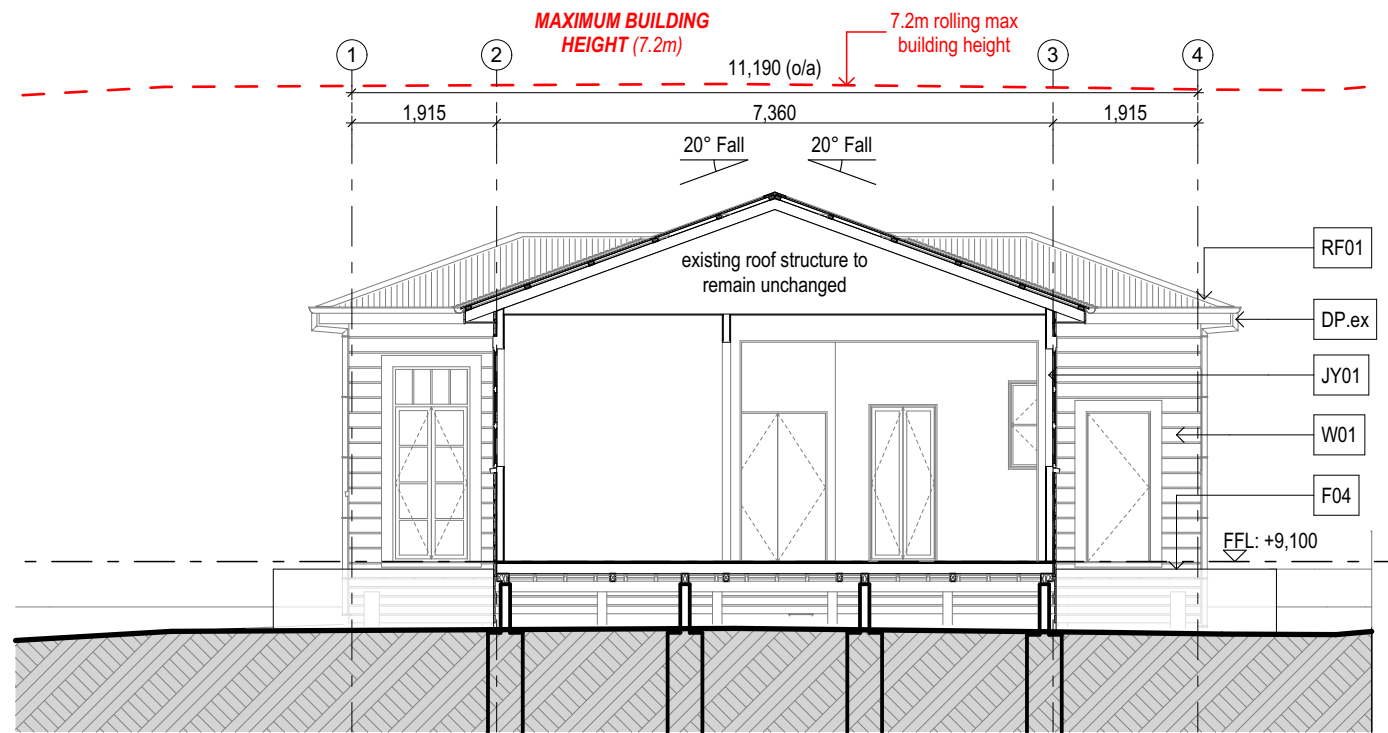 MAXIMUM BUILDING
HEIGHT (7.2m)
7.2m rolling max
building height
1
2
3
4
11,190 (o/a)
1,915
7,360
1,915
20° Fall
20° Fall
existing roof structure to
remain unchanged
RF01
DP.ex
JY01
W01
F04
FFL: +9,100